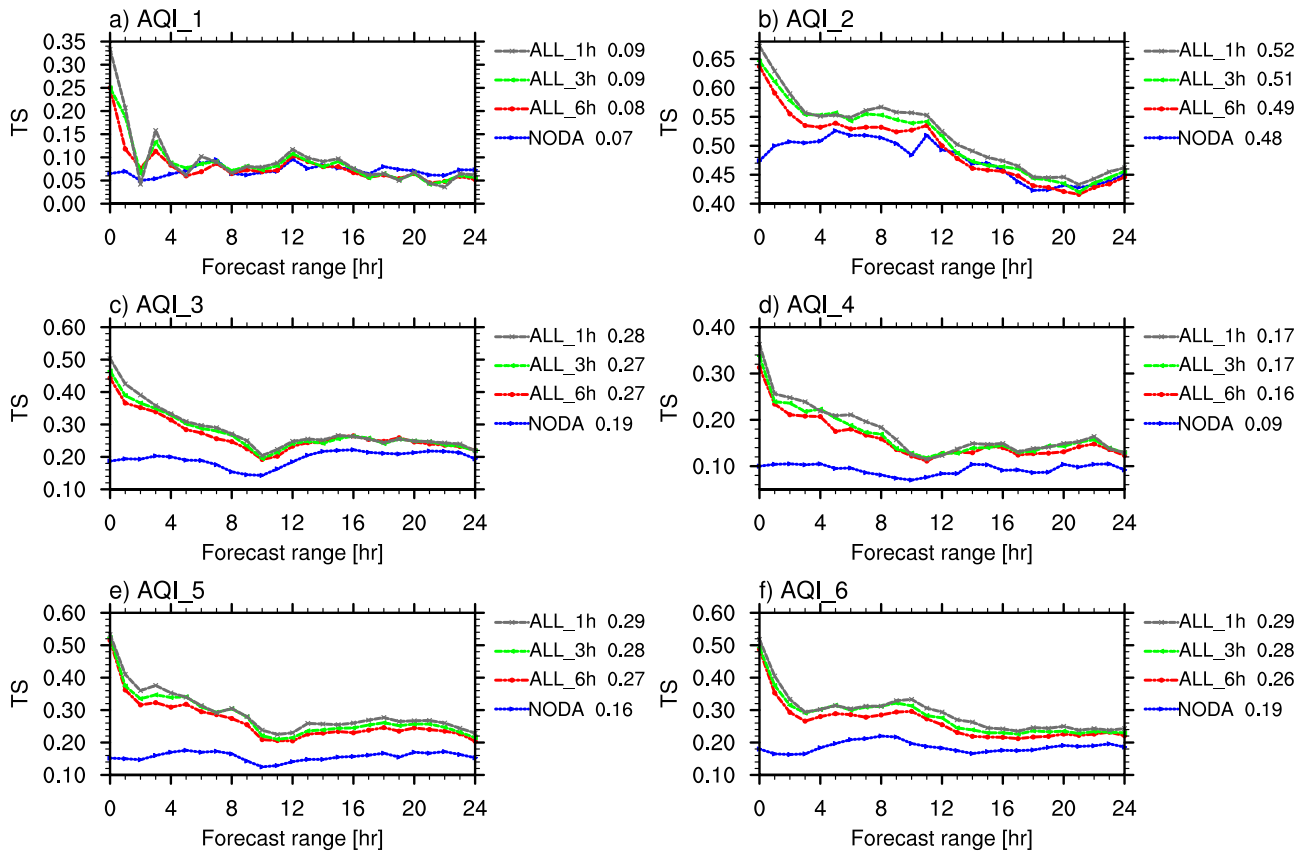 a) AQI_1
TS
0.35
0.30
0.25
0.20
0.15
0.10
0.05
0.00
0 4 8 12 16 20 24
Forecast range [hr]
ALL_1h 0.09
ALL_3h 0.09
ALL_6h 0.08
NODA 0.07
b) AQI_2
TS
0.65
0.60
0.55
0.50
0.45
0.40
0 4 8 12 16 20 24
Forecast range [hr]
ALL_1h 0.52
ALL_3h 0.51
ALL_6h 0.49
NODA 0.48
c) AQI_3
TS
0.60
0.50
0.40
0.30
0.20
0.10
0 4 8 12 16 20 24
Forecast range [hr]
ALL_1h 0.28
ALL_3h 0.27
ALL_6h 0.27
NODA 0.19
d) AQI_4
TS
0.40
0.30
0.20
0.10
0 4 8 12 16 20 24
Forecast range [hr]
ALL_1h 0.17
ALL_3h 0.17
ALL_6h 0.16
NODA 0.09
e) AQI_5
TS
0.60
0.50
0.40
0.30
0.20
0.10
0 4 8 12 16 20 24
Forecast range [hr]
ALL_1h 0.29
ALL_3h 0.28
ALL_6h 0.27
NODA 0.16
f) AQI_6
TS
0.60
0.50
0.40
0.30
0.20
0.10
0 4 8 12 16 20 24
Forecast range [hr]
ALL_1h 0.29
ALL_3h 0.28
ALL_6h 0.26
NODA 0.19